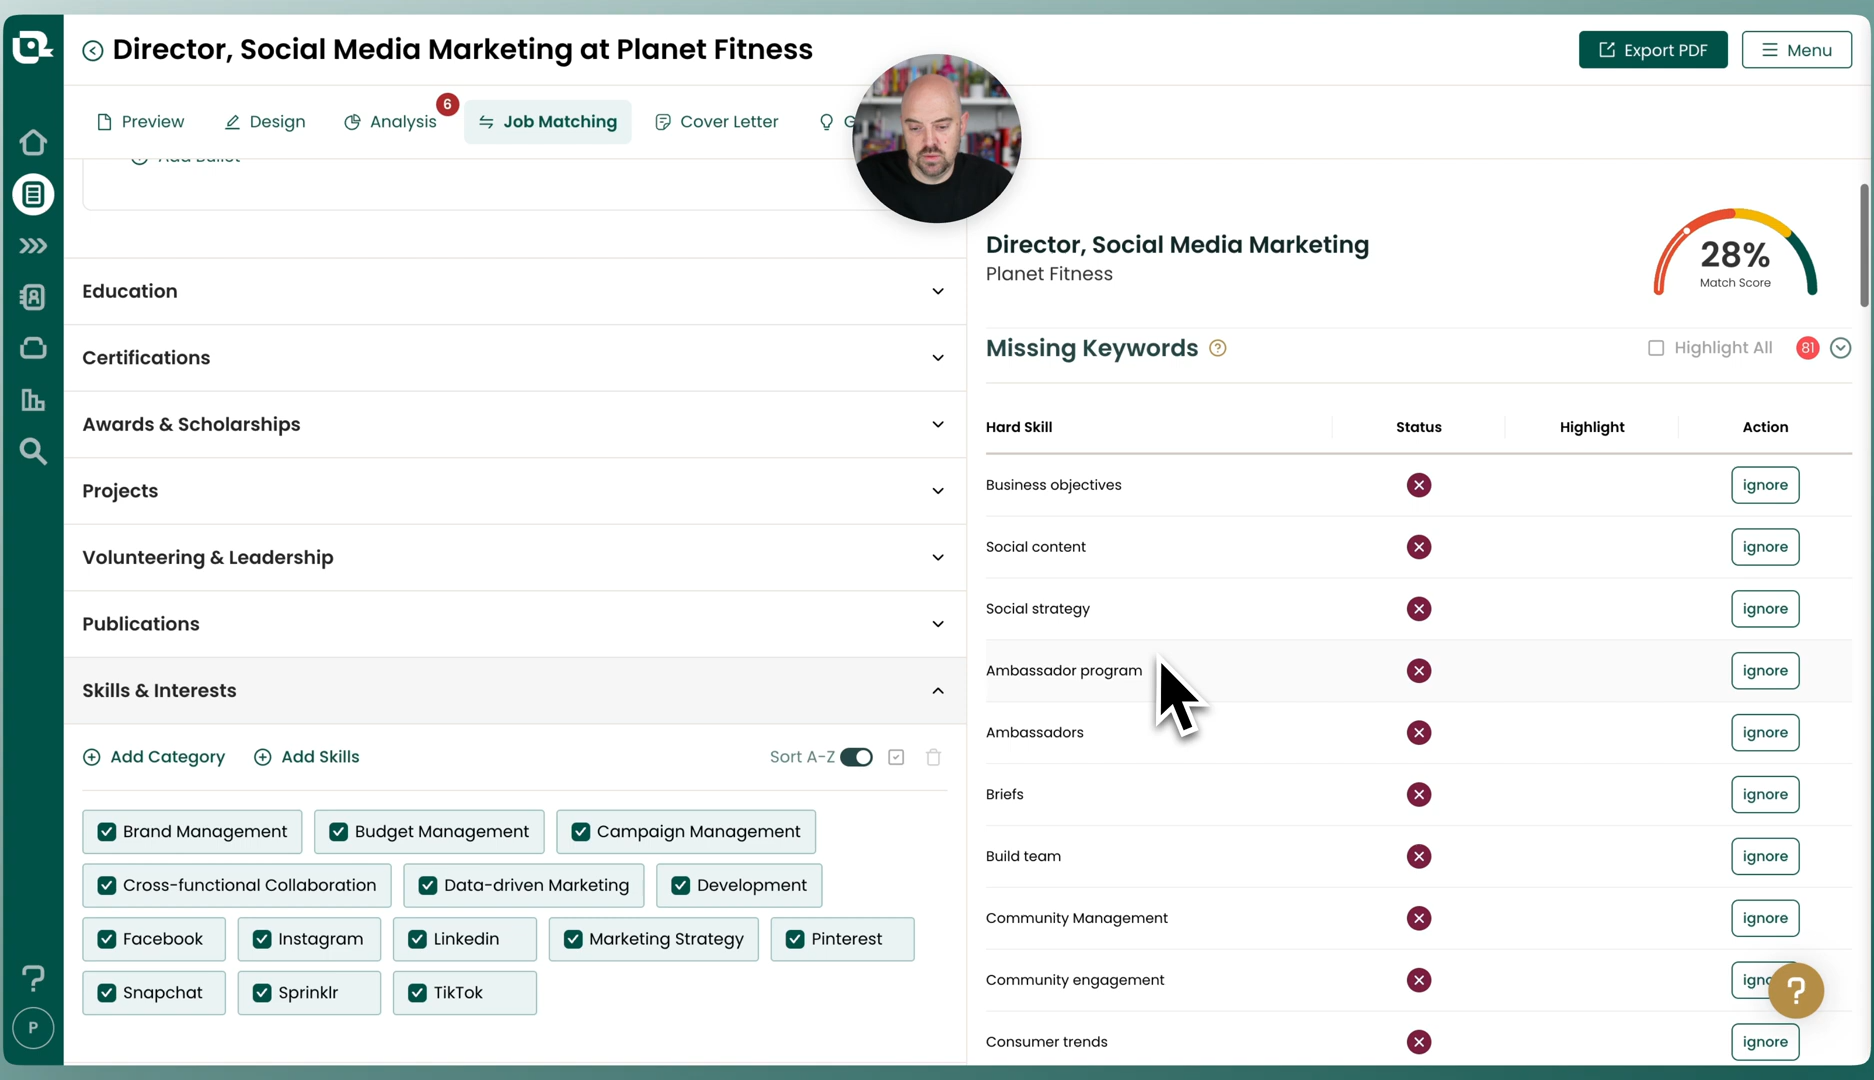 Director, Social Media Marketing at Planet Fitness
Export PDF
Menu
Preview
Design
Analysis
6
Job Matching
Cover Letter
G
Add Bullet
Education
Certifications
Awards & Scholarships
Projects
Volunteering & Leadership
Publications
Skills & Interests
Add Category
Add Skills
Sort A-Z
Brand Management
Budget Management
Campaign Management
Cross-functional Collaboration
Data-driven Marketing
Development
Facebook
Instagram
Linkedin
Marketing Strategy
Pinterest
Snapchat
Sprinklr
TikTok
?
P
Director, Social Media Marketing
Planet Fitness
28%
Match Score
Missing Keywords ?
Highlight All
81
Hard Skill Status Highlight Action
Business objectives ignore
Social content ignore
Social strategy ignore
Ambassador program ignore
Ambassadors ignore
Briefs ignore
Build team ignore
Community Management ignore
Community engagement igno
?
Consumer trends ignore